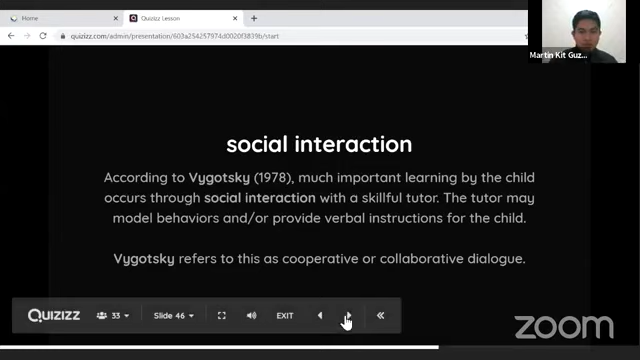 Home
Quizizz Lesson
quizizz.com/admin/presentation/603a254257974d0020f3839b/start
Martin Kit Guz...
social interaction
According to Vygotsky (1978), much important learning by the child
occurs through social interaction with a skillful tutor. The tutor may
model behaviors and/or provide verbal instructions for the child.
Vygotsky refers to this as cooperative or collaborative dialogue.
Quizizz
33
Slide 46
EXIT
zoom